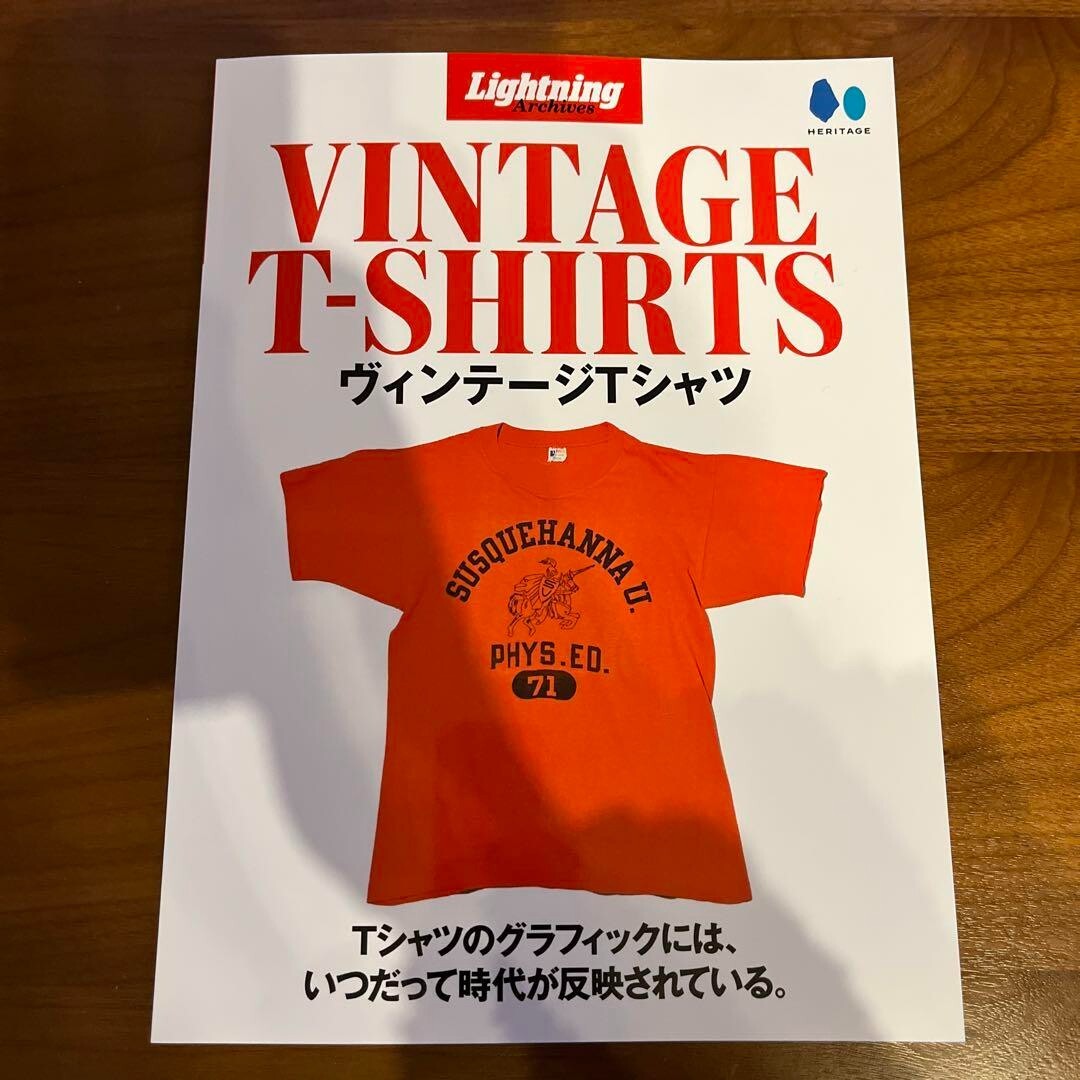 Lightning
Archives
HERITAGE
VINTAGE
T-SHIRTS
ヴィンテージTシャツ
SUSQUEHANNA U.
PHYS.ED.
71
Tシャツのグラフィックには、
いつだって時代が反映されている。